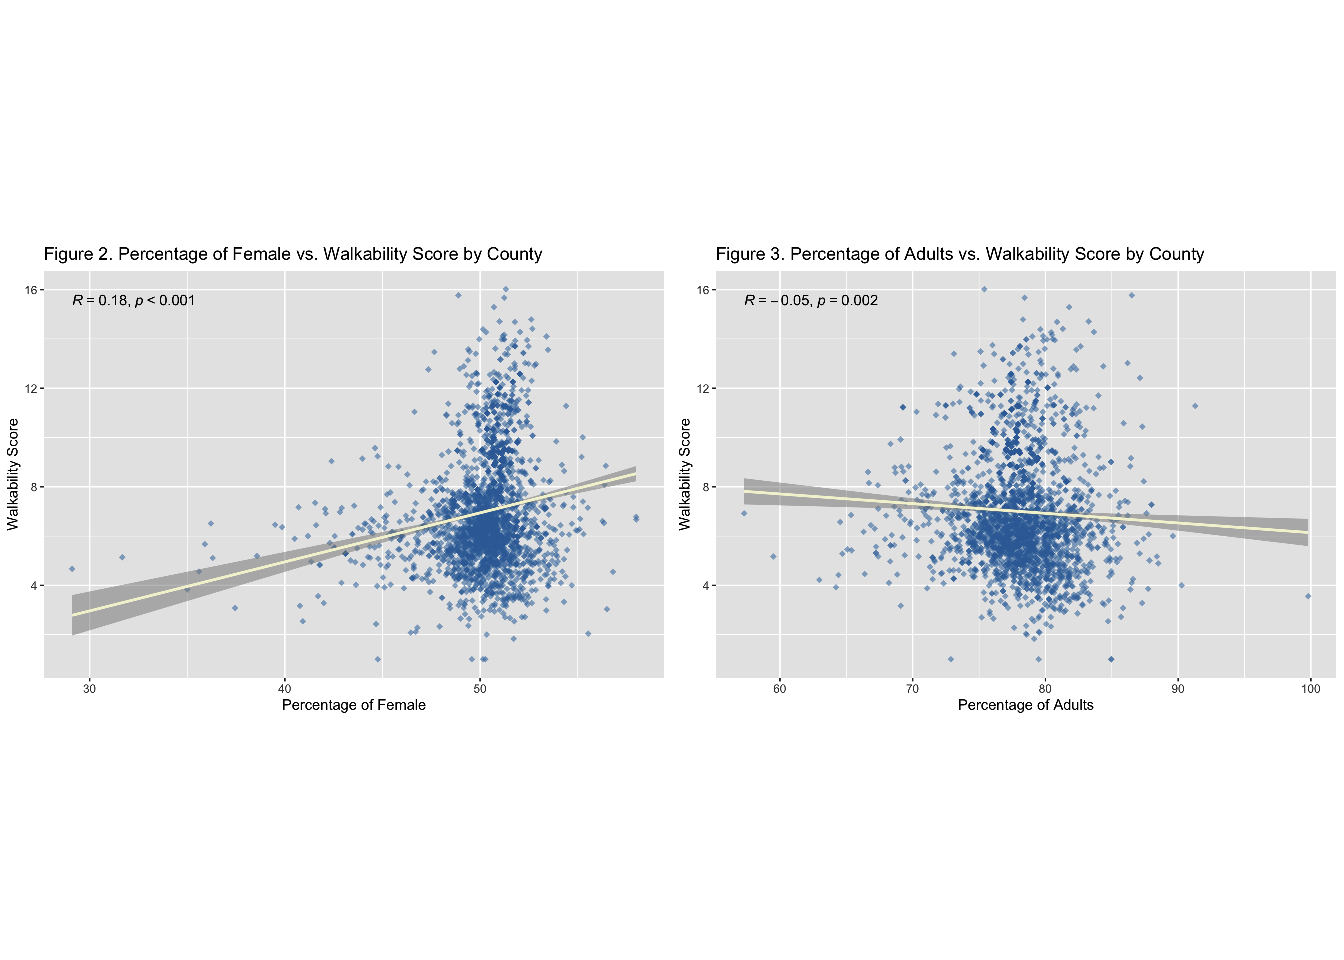 Figure 2. Percentage of Female vs. Walkability Score by County
R = 0.18, p < 0.001
16
12
8
4
Walkability Score
30 40 50
Percentage of Female
Figure 3. Percentage of Adults vs. Walkability Score by County
R = −0.05, p = 0.002
16
12
8
4
Walkability Score
60 70 80 90 100
Percentage of Adults